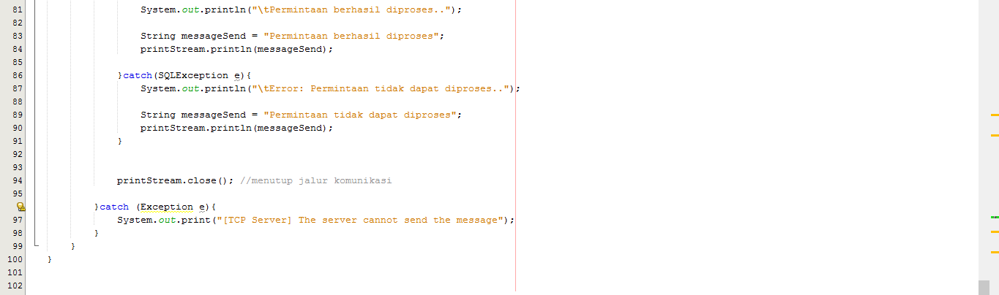 81 System.out.println("\tPermintaan berhasil diproses..");
82
83 String messageSend = "Permintaan berhasil diproses";
84 printStream.println(messageSend);
85
86 }catch(SQLException e){
87 System.out.println("\tError: Permintaan tidak dapat diproses..");
88
89 String messageSend = "Permintaan tidak dapat diproses";
90 printStream.println(messageSend);
91 }
92
93
94 printStream.close(); //menutup jalur komunikasi
95
}catch (Exception e){
97 System.out.print("[TCP Server] The server cannot send the message");
98 }
99 }
100 }
101
102